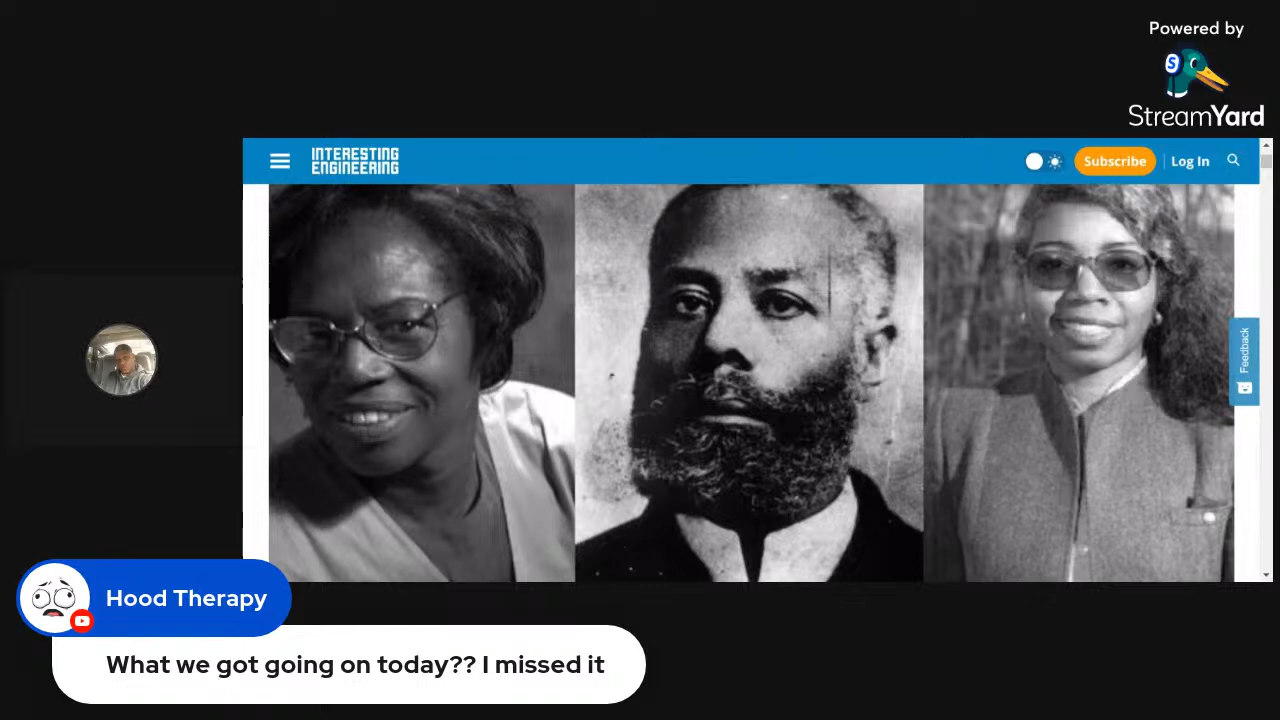 Powered by
StreamYard
INTERESTING
ENGINEERING
Subscribe
Log In
Feedback
S
Hood Therapy
What we got going on today?? I missed it